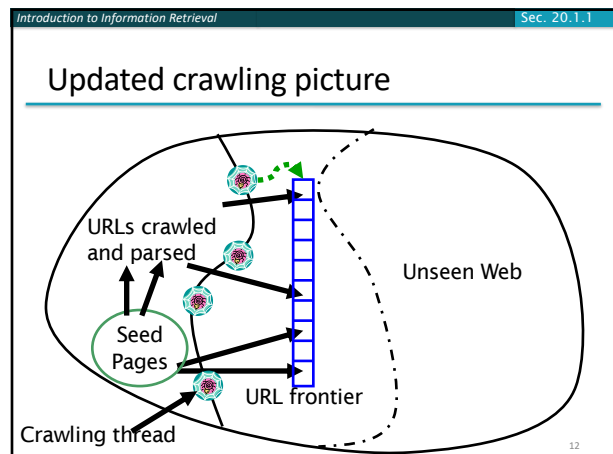 Introduction to Information Retrieval
Sec. 20.1.1
Updated crawling picture
URLs crawled
and parsed
Unseen Web
Seed
Pages
URL frontier
Crawling thread
12